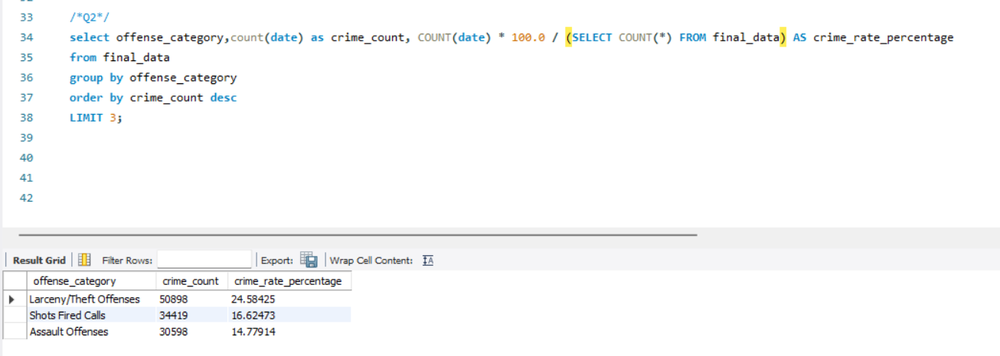 33 /*Q2*/
34 select offense_category,count(date) as crime_count, COUNT(date) * 100.0 / (SELECT COUNT(*) FROM final_data) AS crime_rate_percentage
35 from final_data
36 group by offense_category
37 order by crime_count desc
38 LIMIT 3;
39
40
41
42
Result Grid Filter Rows: Export: Wrap Cell Content:
offense_category crime_count crime_rate_percentage
Larceny/Theft Offenses 50898 24.58425
Shots Fired Calls 34419 16.62473
Assault Offenses 30598 14.77914